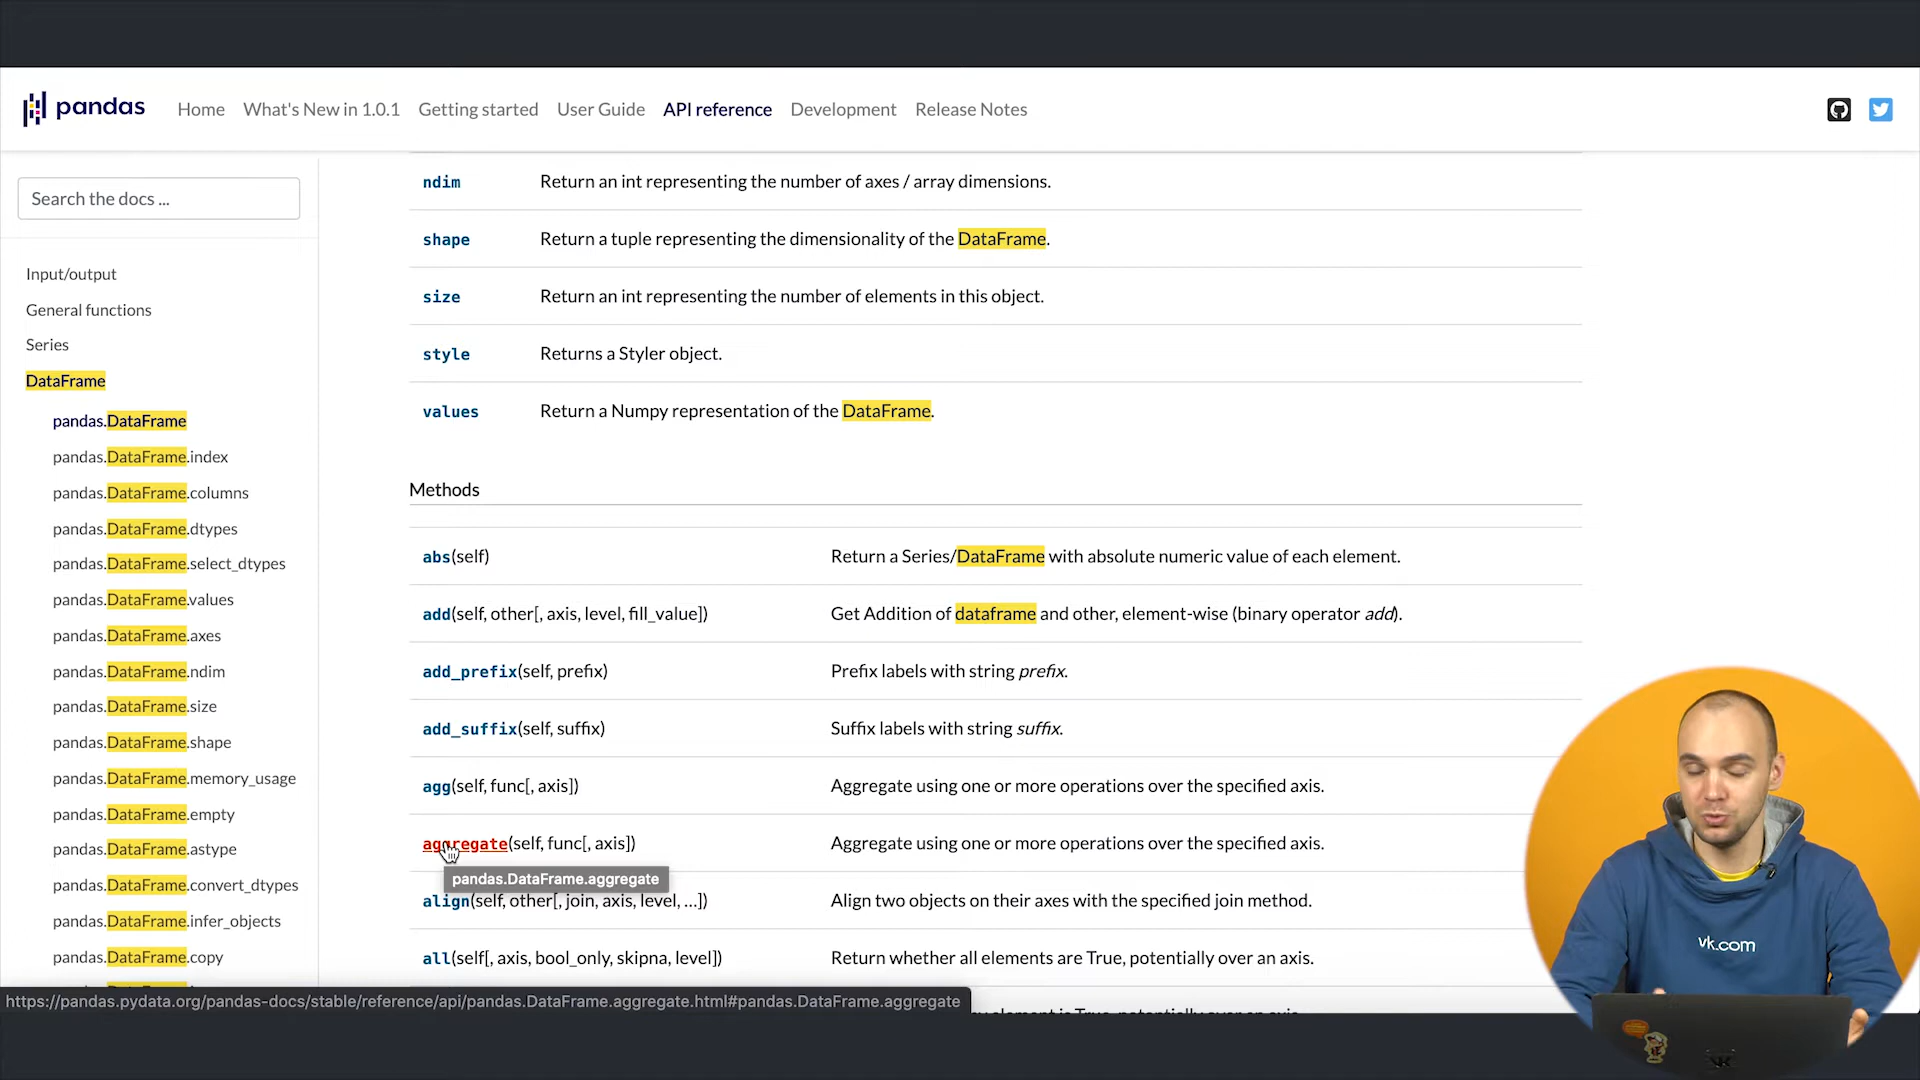 pandas Home What's New in 1.0.1 Getting started User Guide API reference Development Release Notes
Search the docs ...
Input/output
General functions
Series
DataFrame
pandas.DataFrame
pandas.DataFrame.index
pandas.DataFrame.columns
pandas.DataFrame.dtypes
pandas.DataFrame.select_dtypes
pandas.DataFrame.values
pandas.DataFrame.axes
pandas.DataFrame.ndim
pandas.DataFrame.size
pandas.DataFrame.shape
pandas.DataFrame.memory_usage
pandas.DataFrame.empty
pandas.DataFrame.astype
pandas.DataFrame.convert_dtypes
pandas.DataFrame.infer_objects
pandas.DataFrame.copy
ndim Return an int representing the number of axes / array dimensions.
shape Return a tuple representing the dimensionality of the DataFrame.
size Return an int representing the number of elements in this object.
style Returns a Styler object.
values Return a Numpy representation of the DataFrame.
Methods
abs(self) Return a Series/DataFrame with absolute numeric value of each element.
add(self, other[, axis, level, fill_value]) Get Addition of dataframe and other, element-wise (binary operator add).
add_prefix(self, prefix) Prefix labels with string prefix.
add_suffix(self, suffix) Suffix labels with string suffix.
agg(self, func[, axis]) Aggregate using one or more operations over the specified axis.
aggregate(self, func[, axis]) Aggregate using one or more operations over the specified axis.
pandas.DataFrame.aggregate
align(self, other[, join, axis, level, …]) Align two objects on their axes with the specified join method.
all(self[, axis, bool_only, skipna, level]) Return whether all elements are True, potentially over an axis.
https://pandas.pydata.org/pandas-docs/stable/reference/api/pandas.DataFrame.aggregate.html#pandas.DataFrame.aggregate
vk.com